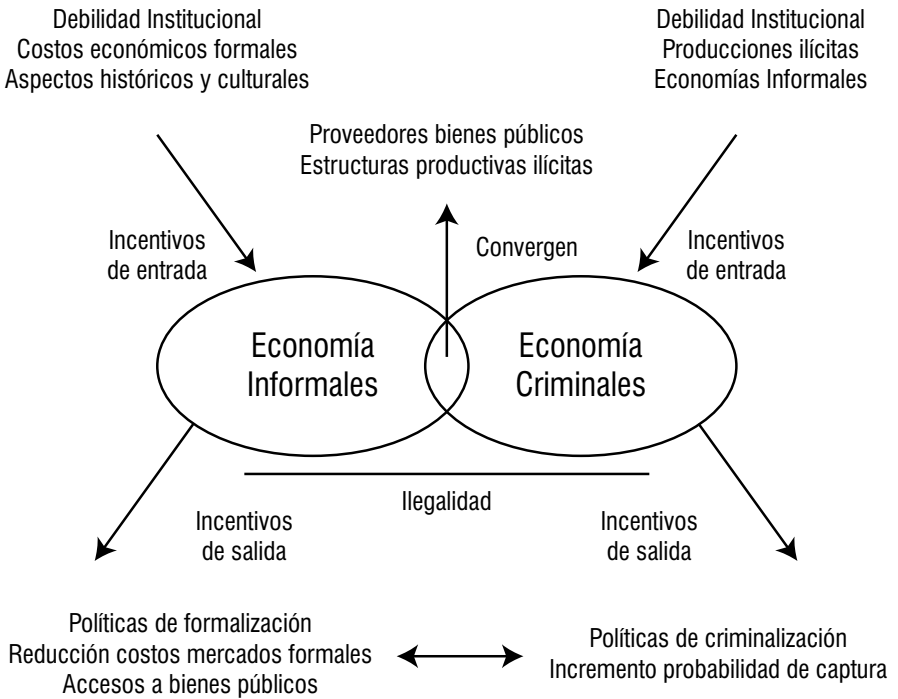 Debilidad Institucional
Costos económicos formales
Aspectos históricos y culturales
Debilidad Institucional
Producciones ilícitas
Economías Informales
Proveedores bienes públicos
Estructuras productivas ilícitas
Incentivos
de entrada
Convergen
Incentivos
de entrada
Economía
Informales
Economía
Criminales
Ilegalidad
Incentivos
de salida
Incentivos
de salida
Políticas de formalización
Reducción costos mercados formales
Accesos a bienes públicos
Políticas de criminalización
Incremento probabilidad de captura